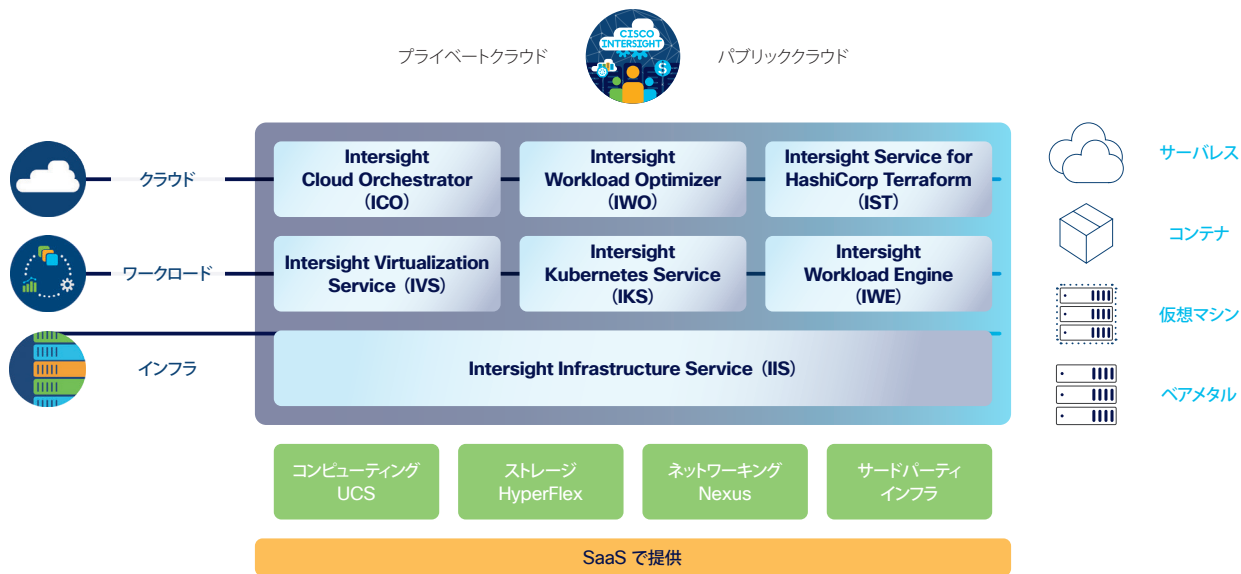 プライベートクラウド
CISCO
INTERSIGHT
パブリッククラウド
クラウド
Intersight
Cloud Orchestrator
(ICO)
Intersight
Workload Optimizer
(IWO)
Intersight Service for
HashiCorp Terraform
(IST)
サーバレス
ワークロード
Intersight Virtualization
Service (IVS)
Intersight
Kubernetes Service
(IKS)
Intersight
Workload Engine
(IWE)
コンテナ
仮想マシン
インフラ
Intersight Infrastructure Service (IIS)
ベアメタル
コンピューティング
UCS
ストレージ
HyperFlex
ネットワーキング
Nexus
サードパーティ
インフラ
SaaS で提供